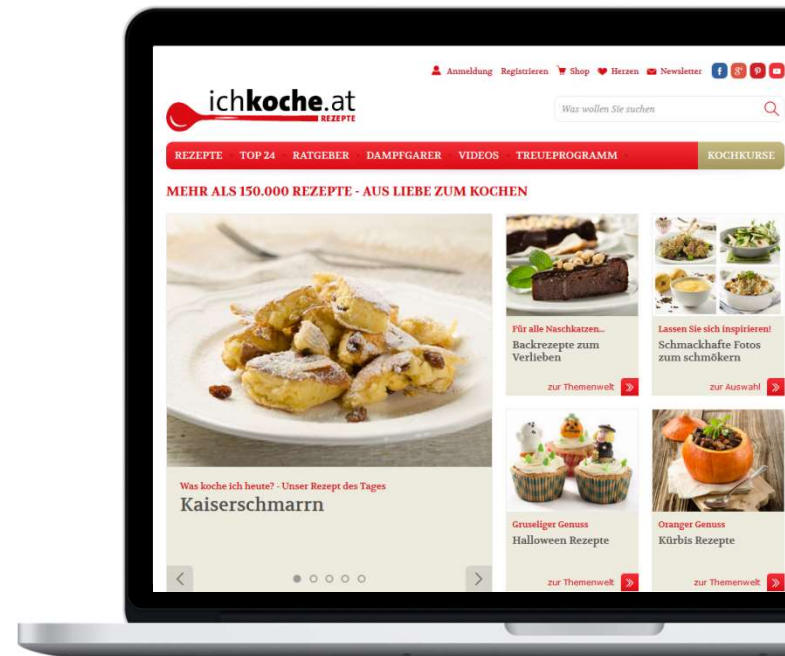 Anmeldung Registrieren Shop Herzen Newsletter
ichkoche.at
REZEPTE
Was wollen Sie suchen
REZEPTE TOP 24 RATGEBER DAMPFGARER VIDEOS TREUEPROGRAMM KOCHKURSE
MEHR ALS 150.000 REZEPTE - AUS LIEBE ZUM KOCHEN
Was koche ich heute? - Unser Rezept des Tages
Kaiserschmarrn
Für alle Naschkatzen...
Backrezepte zum
Verlieben
zur Themenwelt
Lassen Sie sich inspirieren!
Schmackhafte Fotos
zum schmökern
zur Auswahl
Gruseliger Genuss
Halloween Rezepte
zur Themenwelt
Oranger Genuss
Kürbis Rezepte
zur Themenwelt